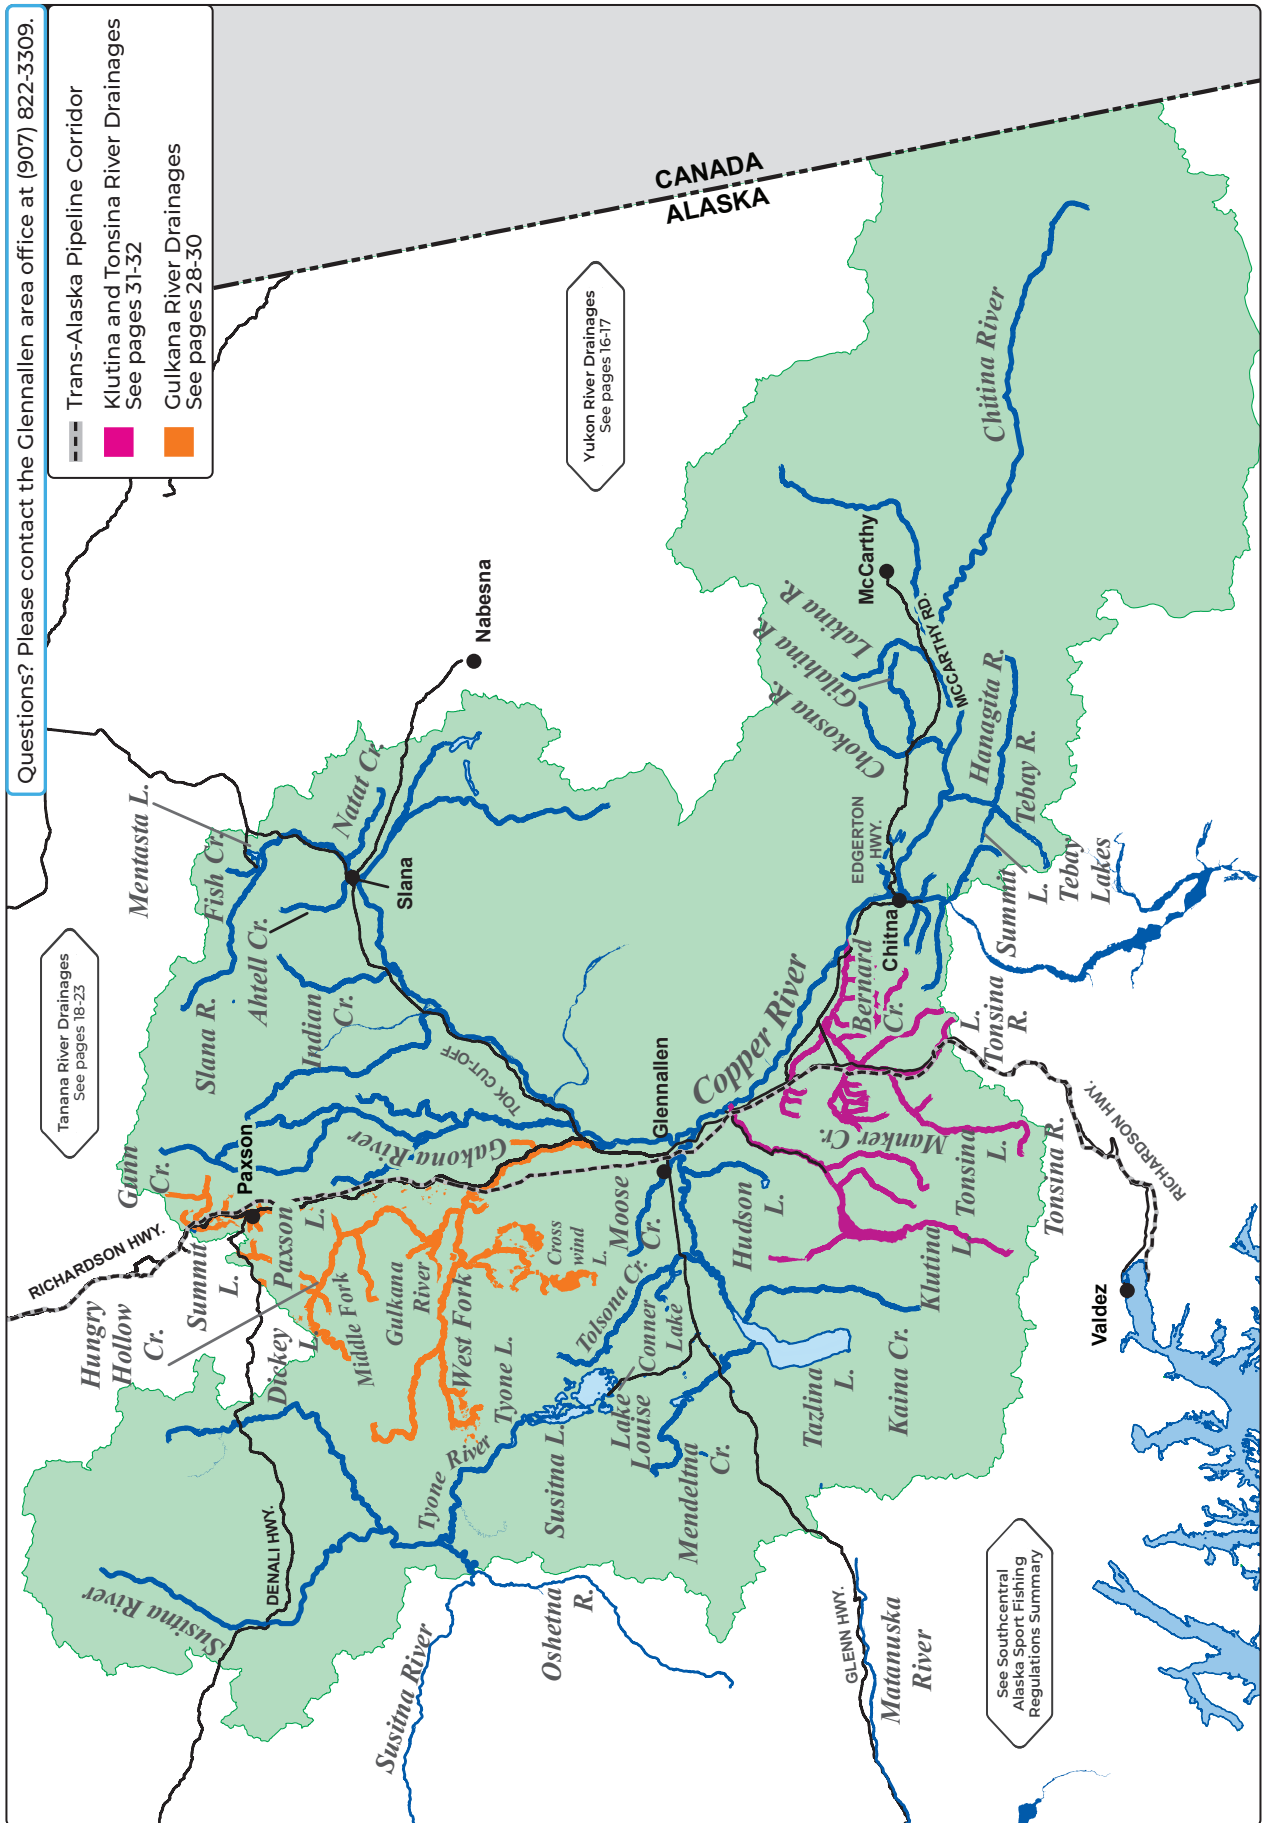 Questions? Please contact the Glennallen area office at (907) 822-3309.
Trans-Alaska Pipeline Corridor
Klutina and Tonsina River Drainages
See pages 31-32
Gulkana River Drainages
See pages 28-30
CANADA
ALASKA
Yukon River Drainages
See pages 16-17
Tanana River Drainages
See pages 18-23
See Southcentral
Alaska Sport Fishing
Regulations Summary
Nabesna
Mentasta L.
Fish Cr.
Natat Cr.
Slana
Ahtell Cr.
Slana R.
Indian
Cr.
TOK CUT-OFF
Gakona River
Gunn
Cr.
Paxson
RICHARDSON HWY.
Summit
L.
Paxson
L.
Hungry
Hollow
Cr.
Dickey
L.
Middle Fork
Gulkana
River
West Fork
Cross
wind
L.
Moose
Cr.
Glennallen
Copper River
Hudson
L.
Tolsona Cr.
Conner
Lake
Tyone L.
Tyone River
Lake
Louise
Susitna L.
Mendeltna
Cr.
Tazlina
L.
Kaina Cr.
Klutina
L.
Manker Cr.
Tonsina
L.
Tonsina R.
L.
Tonsina
R.
Bernard
Cr.
Chitna
EDGERTON
HWY.
McCarthy
MCCARTHY RD.
Lakina R.
Gilahina R.
Chokosna R.
Chitina River
Hanagita R.
Tebay R.
Tebay
Lakes
Summit
L.
RICHARDSON HWY.
Valdez
DENALI HWY.
Susitna River
Susitna River
Oshetna
R.
GLENN HWY.
Matanuska
River